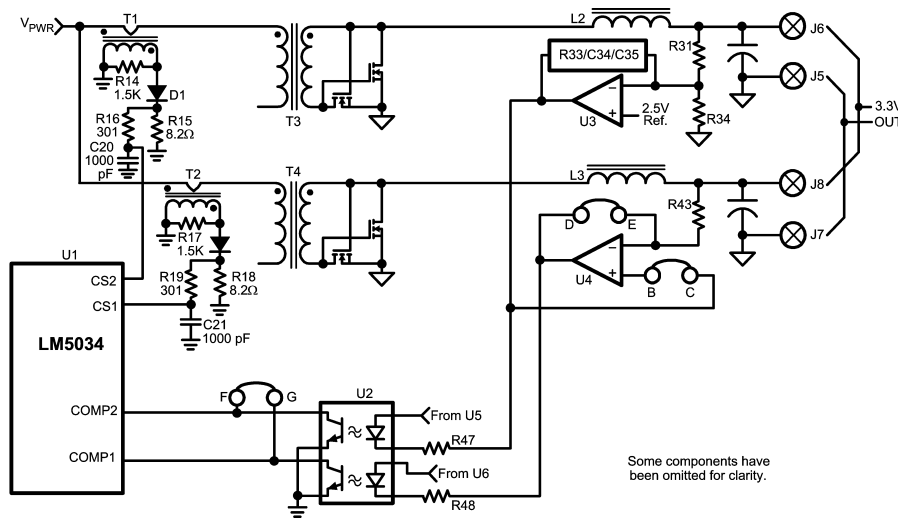 V_PWR
T1
R14
1.5K
D1
R16
301
R15
8.2Ω
C20
1000
pF
T3
L2
R33/C34/C35
R31
U3
−
+
2.5V
Ref.
R34
J6
J5
3.3V
OUT
T2
R17
1.5K
R19
301
R18
8.2Ω
C21
1000 pF
T4
L3
R43
D
E
U4
−
+
B
C
J8
J7
U1
LM5034
CS2
CS1
COMP2
COMP1
F
G
U2
From U5
R47
From U6
R48
Some components have
been omitted for clarity.